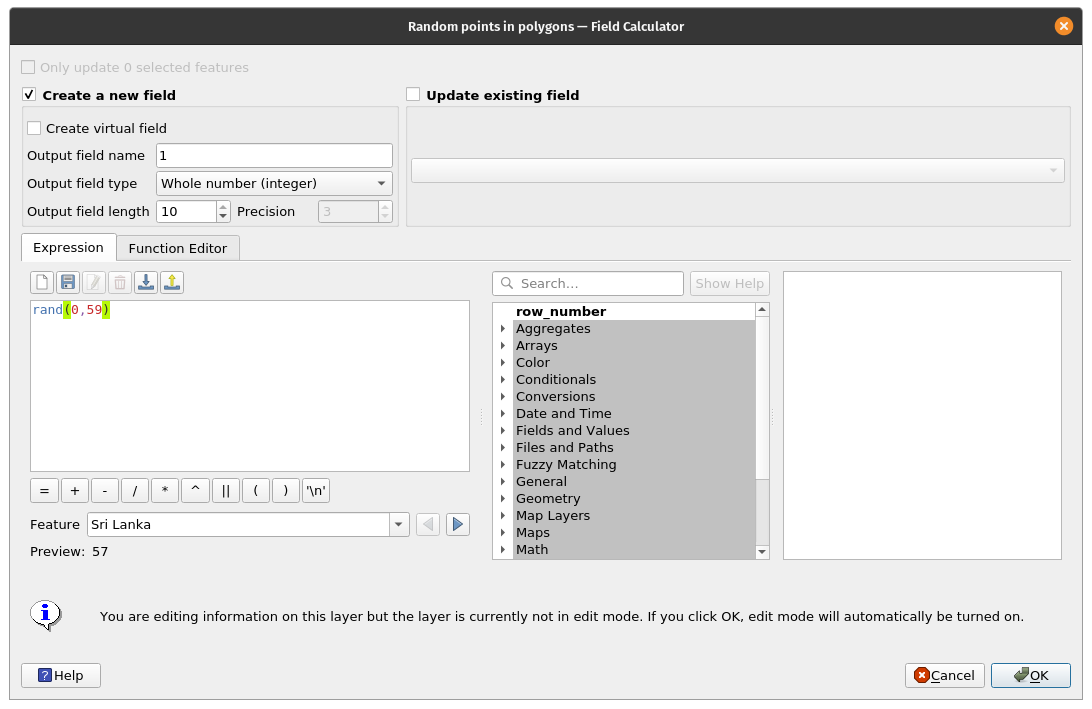 Random points in polygons — Field Calculator
Only update 0 selected features
Create a new field
Update existing field
Create virtual field
Output field name 1
Output field type Whole number (integer)
Output field length 10 Precision 3
Expression Function Editor
Search… Show Help
rand(0,59)
row_number
Aggregates
Arrays
Color
Conditionals
Conversions
Date and Time
Fields and Values
Files and Paths
Fuzzy Matching
General
Geometry
Map Layers
Maps
Math
= + - / * ^ || ( ) '\n'
Feature Sri Lanka
Preview: 57
You are editing information on this layer but the layer is currently not in edit mode. If you click OK, edit mode will automatically be turned on.
Help Cancel OK